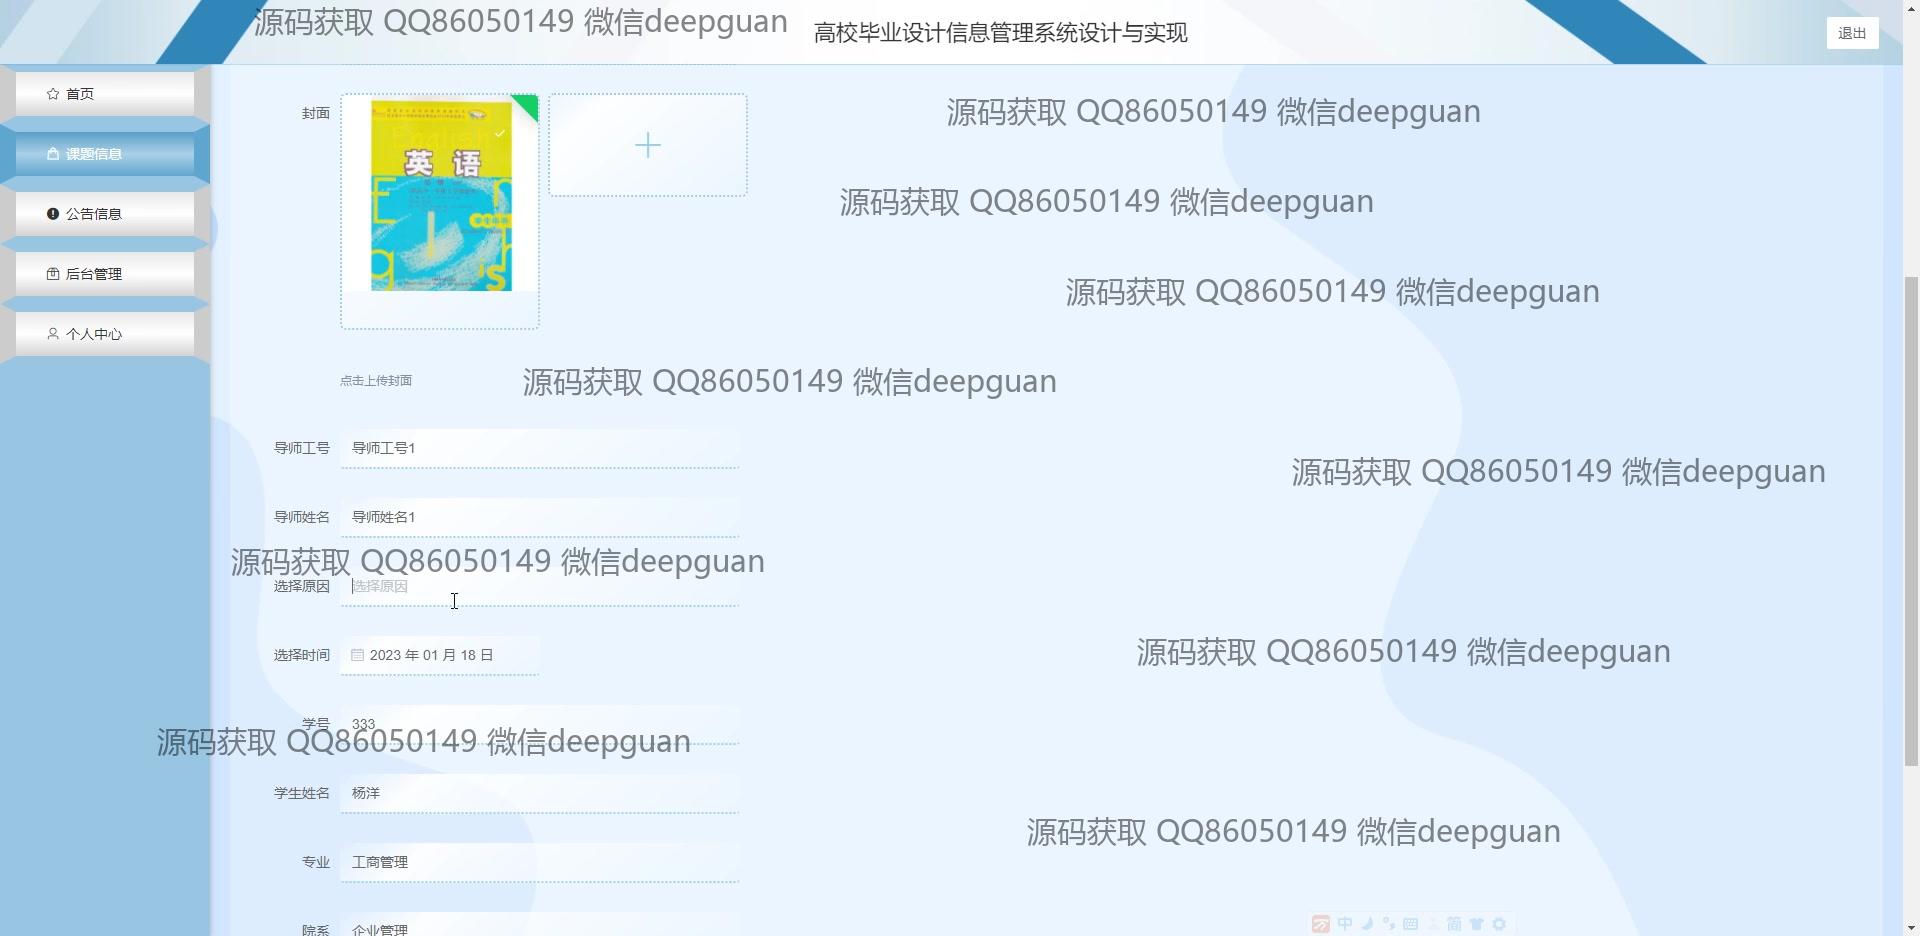 源码获取 QQ86050149 微信deepguan
高校毕业设计信息管理系统设计与实现
退出
首页
课题信息
公告信息
后台管理
个人中心
封面
英 语
源码获取 QQ86050149 微信deepguan
源码获取 QQ86050149 微信deepguan
源码获取 QQ86050149 微信deepguan
点击上传封面
源码获取 QQ86050149 微信deepguan
导师工号 导师工号1
源码获取 QQ86050149 微信deepguan
导师姓名 导师姓名1
源码获取 QQ86050149 微信deepguan
选择原因 选择原因
选择时间 2023 年 01 月 18 日
源码获取 QQ86050149 微信deepguan
学号 333
源码获取 QQ86050149 微信deepguan
学生姓名 杨洋
源码获取 QQ86050149 微信deepguan
专业 工商管理
院系 企业管理
中 简